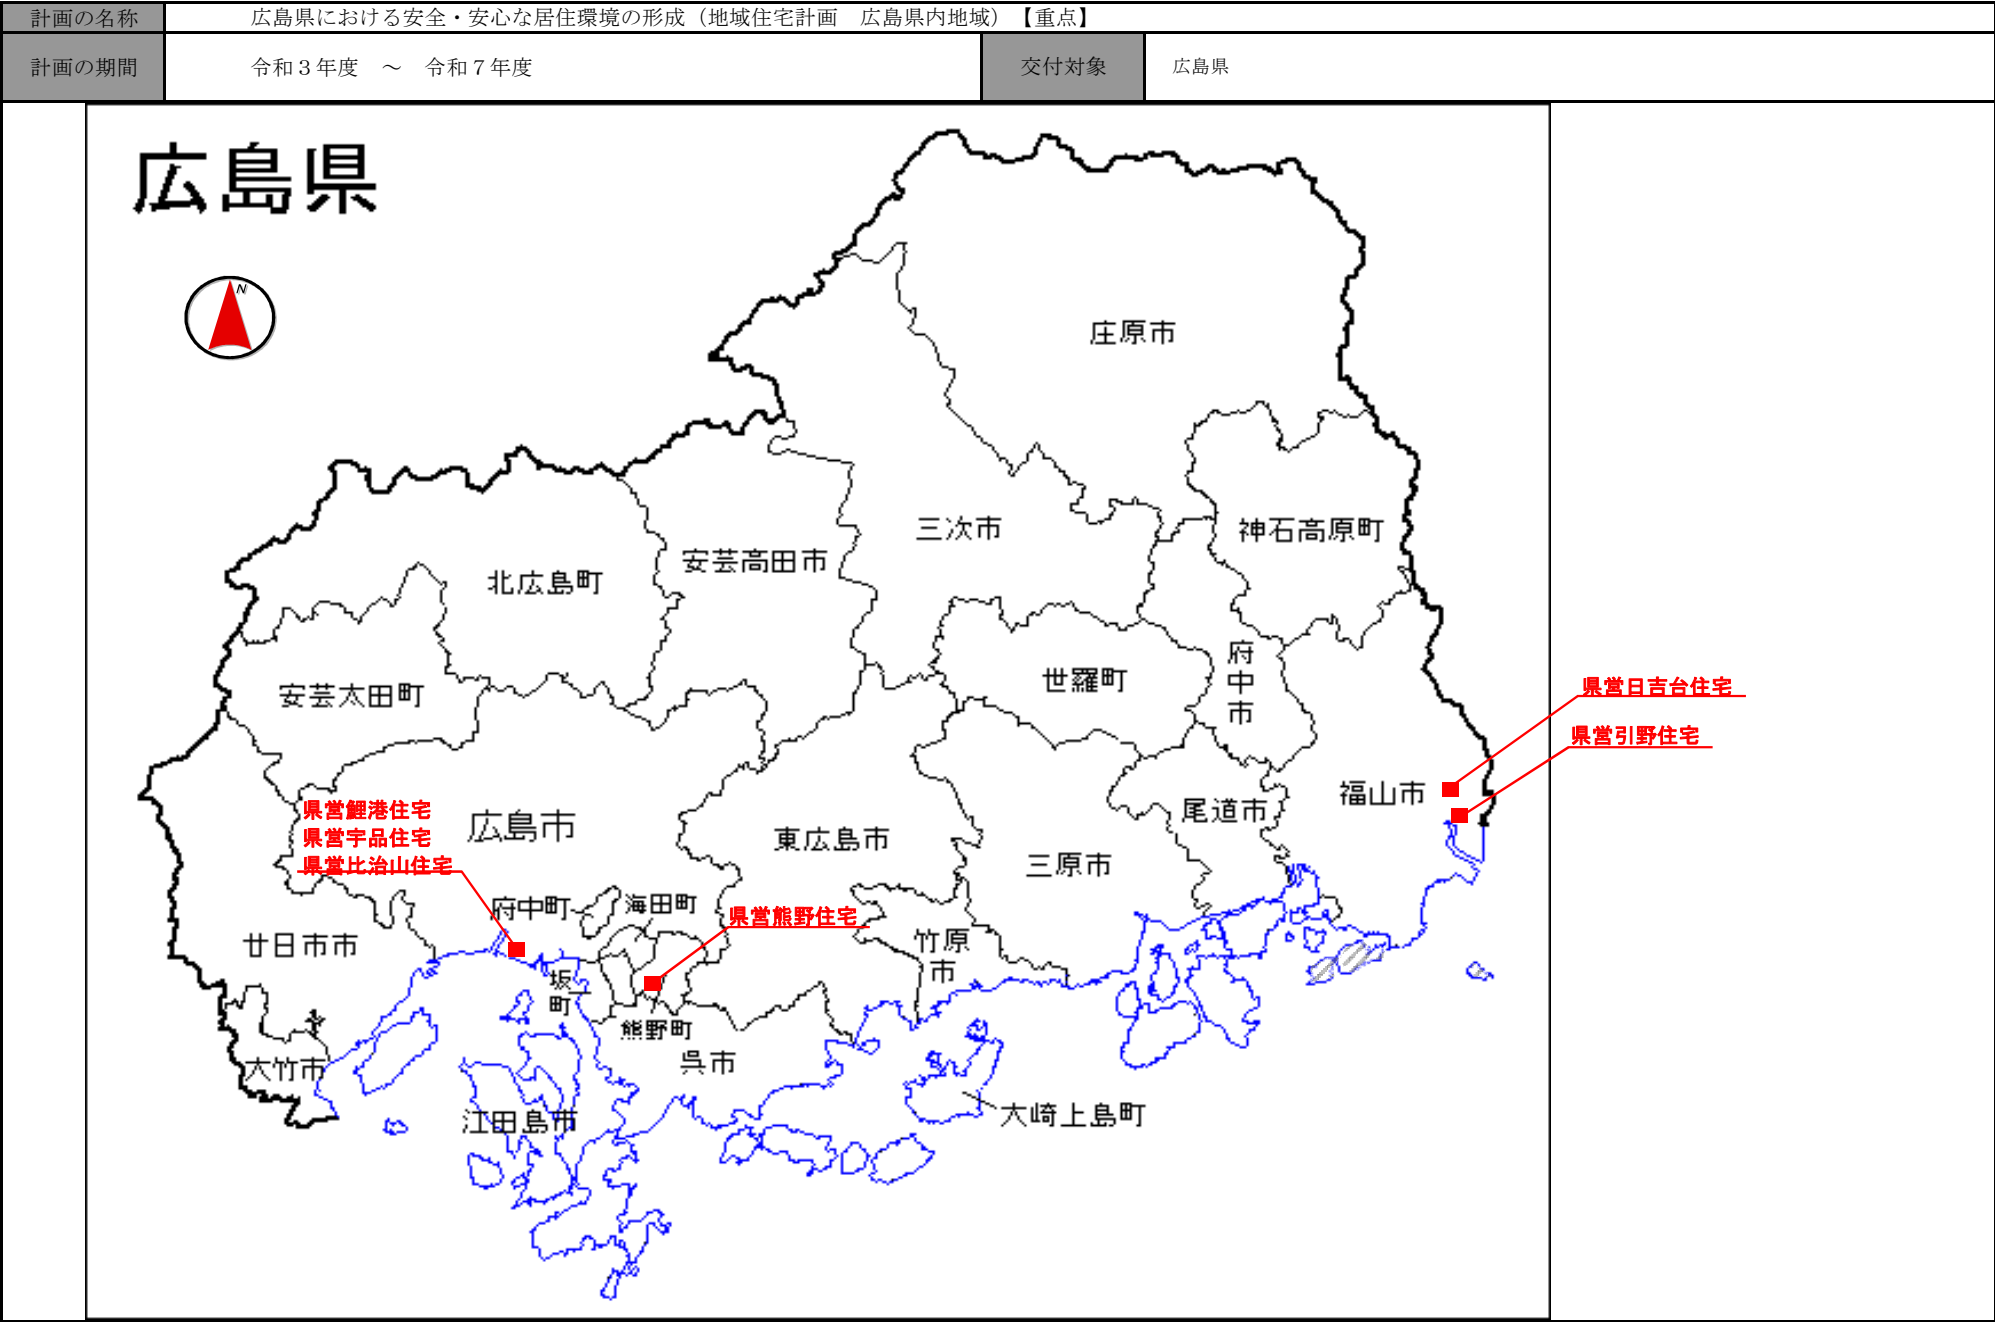 計画の名称
広島県における安全・安心な居住環境の形成（地域住宅計画　広島県内地域）【重点】
計画の期間
令和３年度　～　令和７年度
交付対象
広島県
広島県
N
庄原市
三次市
神石高原町
安芸高田市
北広島町
府中市
世羅町
安芸太田町
県営日吉台住宅
県営引野住宅
福山市
尾道市
県営鯉港住宅
県営宇品住宅
県営比治山住宅
広島市
東広島市
三原市
府中町
海田町
県営熊野住宅
廿日市市
竹原市
坂町
熊野町
呉市
大竹市
江田島市
大崎上島町